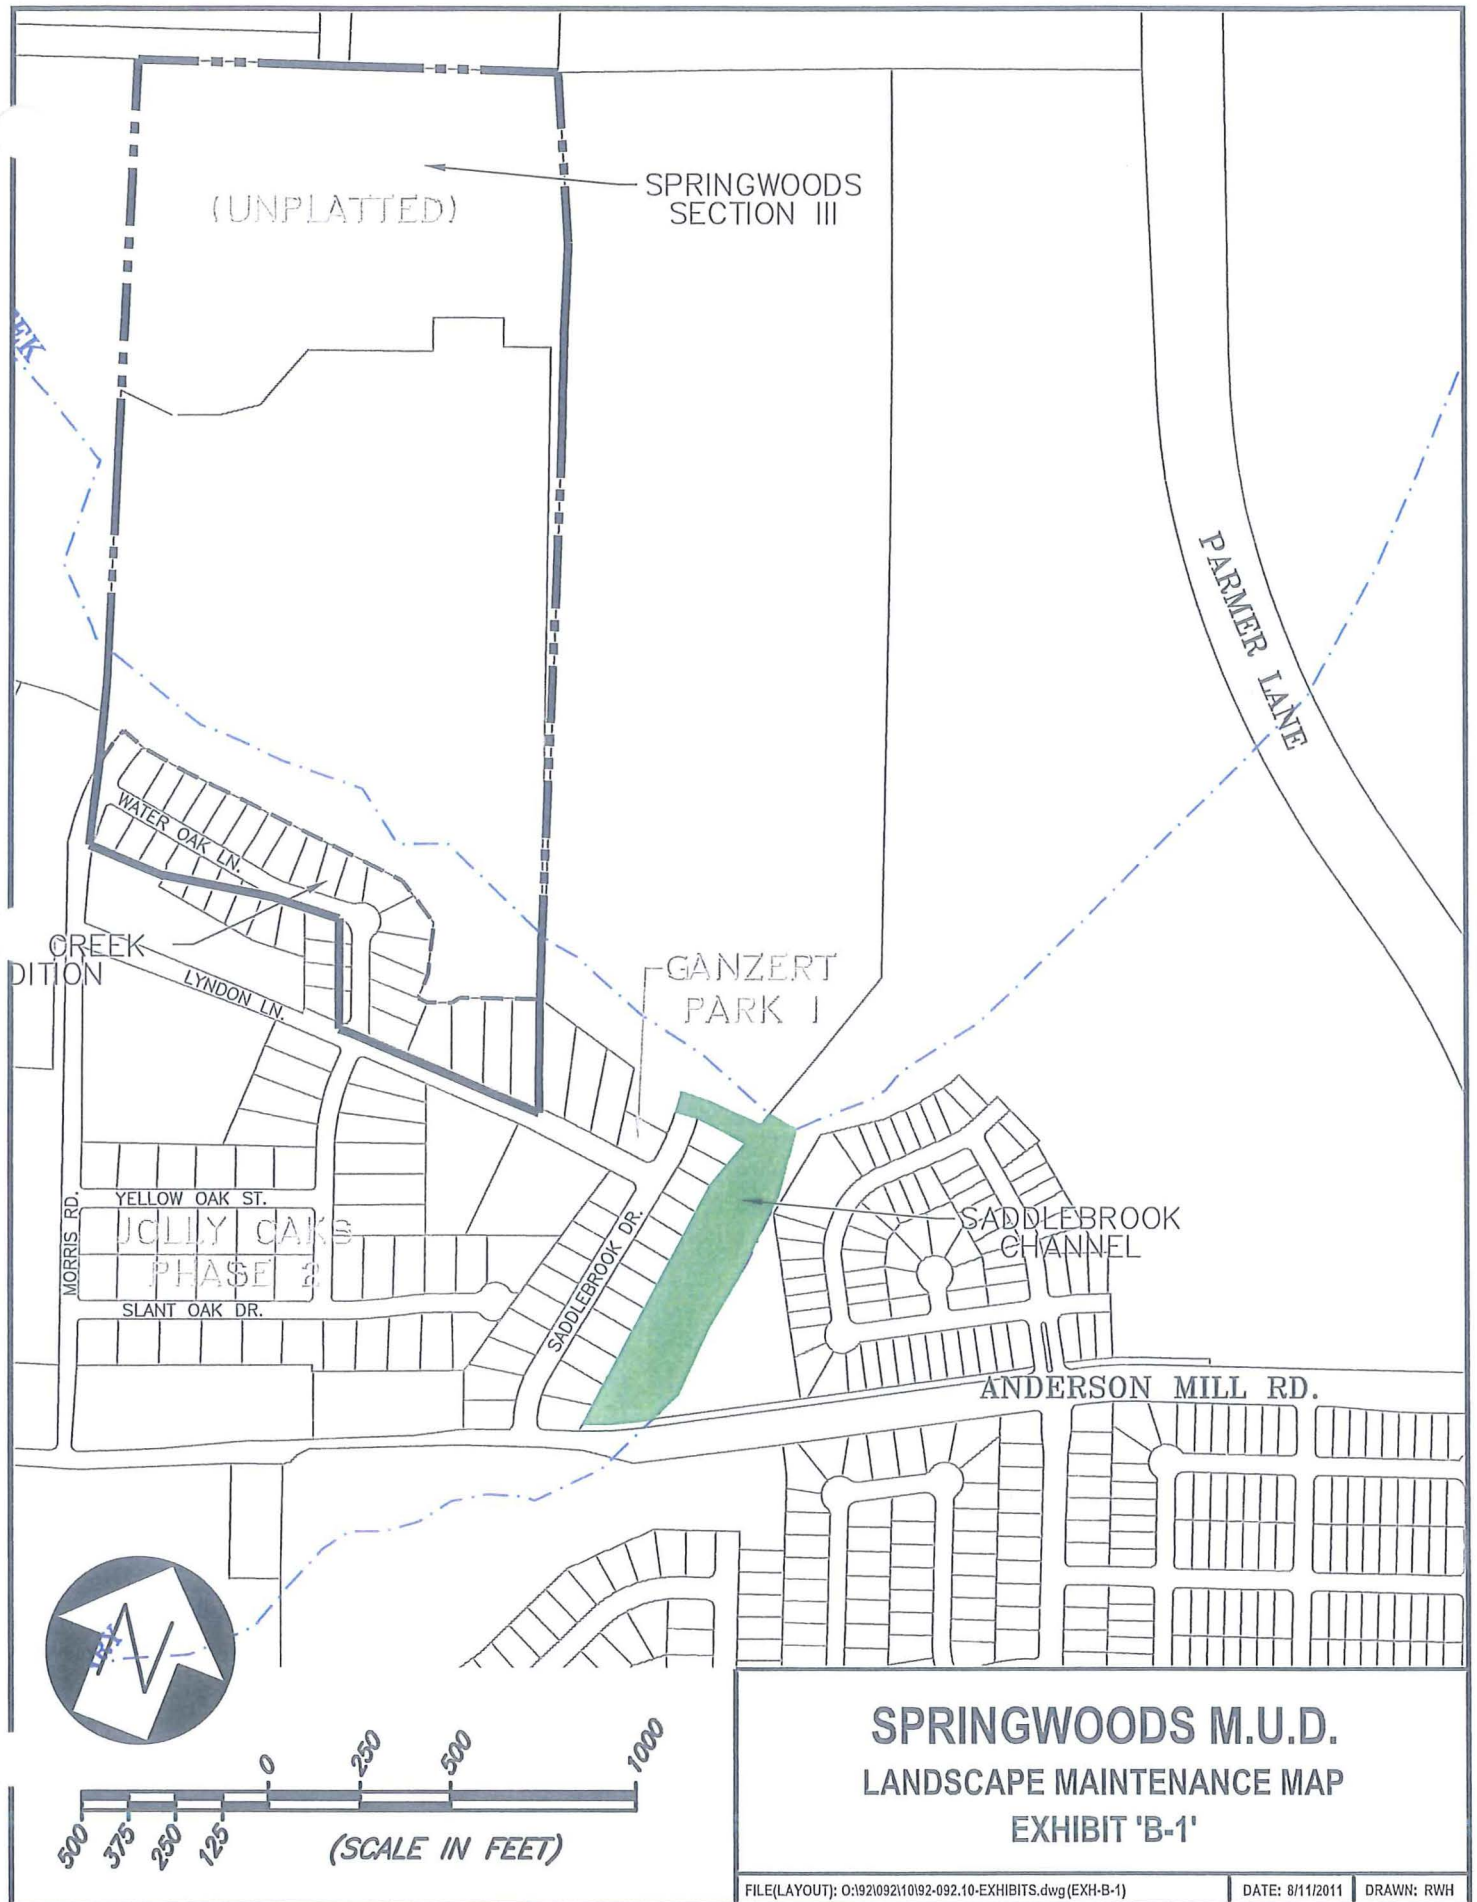 SPRINGWOODS
SECTION III
(UNPLATTED)
EEK
PARMER LANE
WATER OAK LN.
CREEK
DITION
LYNDON LN.
GANZERT
PARK I
MORRIS RD.
YELLOW OAK ST.
JOLLY OAKS
PHASE 2
SLANT OAK DR.
SADDLEBROOK DR.
SADDLEBROOK
CHANNEL
ANDERSON MILL RD.
N
0 250 500 1000
500 375 250 125
(SCALE IN FEET)
SPRINGWOODS M.U.D.
LANDSCAPE MAINTENANCE MAP
EXHIBIT 'B-1'
FILE(LAYOUT): O:\92\092\10\92-092.10-EXHIBITS.dwg(EXH-B-1)
DATE: 8/11/2011
DRAWN: RWH